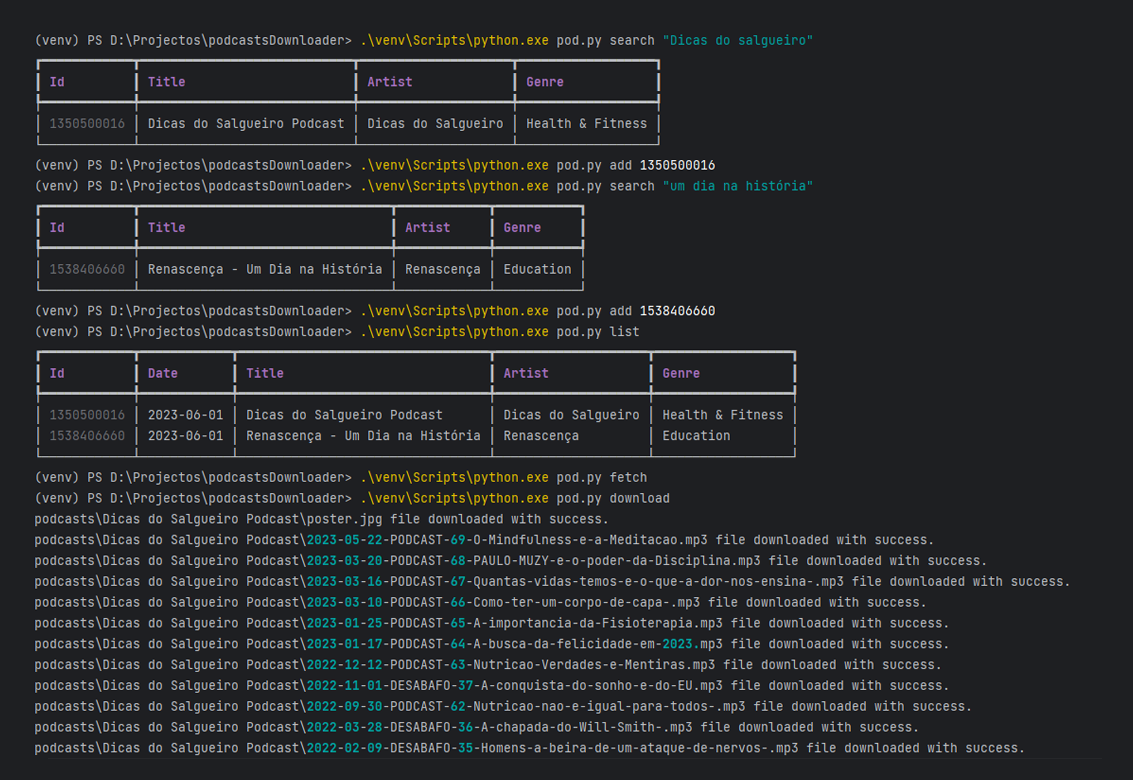 (venv) PS D:\Projectos\podcastsDownloader> .\venv\Scripts\python.exe pod.py search "Dicas do salgueiro"
Id Title Artist Genre
1350500016 Dicas do Salgueiro Podcast Dicas do Salgueiro Health & Fitness
(venv) PS D:\Projectos\podcastsDownloader> .\venv\Scripts\python.exe pod.py add 1350500016
(venv) PS D:\Projectos\podcastsDownloader> .\venv\Scripts\python.exe pod.py search "um dia na história"
Id Title Artist Genre
1538406660 Renascença - Um Dia na História Renascença Education
(venv) PS D:\Projectos\podcastsDownloader> .\venv\Scripts\python.exe pod.py add 1538406660
(venv) PS D:\Projectos\podcastsDownloader> .\venv\Scripts\python.exe pod.py list
Id Date Title Artist Genre
1350500016 2023-06-01 Dicas do Salgueiro Podcast Dicas do Salgueiro Health & Fitness
1538406660 2023-06-01 Renascença - Um Dia na História Renascença Education
(venv) PS D:\Projectos\podcastsDownloader> .\venv\Scripts\python.exe pod.py fetch
(venv) PS D:\Projectos\podcastsDownloader> .\venv\Scripts\python.exe pod.py download
podcasts\Dicas do Salgueiro Podcast\poster.jpg file downloaded with success.
podcasts\Dicas do Salgueiro Podcast\2023-05-22-PODCAST-69-O-Mindfulness-e-a-Meditacao.mp3 file downloaded with success.
podcasts\Dicas do Salgueiro Podcast\2023-03-20-PODCAST-68-PAULO-MUZY-e-o-poder-da-Disciplina.mp3 file downloaded with success.
podcasts\Dicas do Salgueiro Podcast\2023-03-16-PODCAST-67-Quantas-vidas-temos-e-o-que-a-dor-nos-ensina-.mp3 file downloaded with success.
podcasts\Dicas do Salgueiro Podcast\2023-03-10-PODCAST-66-Como-ter-um-corpo-de-capa-.mp3 file downloaded with success.
podcasts\Dicas do Salgueiro Podcast\2023-01-25-PODCAST-65-A-importancia-da-Fisioterapia.mp3 file downloaded with success.
podcasts\Dicas do Salgueiro Podcast\2023-01-17-PODCAST-64-A-busca-da-felicidade-em-2023.mp3 file downloaded with success.
podcasts\Dicas do Salgueiro Podcast\2022-12-12-PODCAST-63-Nutricao-Verdades-e-Mentiras.mp3 file downloaded with success.
podcasts\Dicas do Salgueiro Podcast\2022-11-01-DESABAFO-37-A-conquista-do-sonho-e-do-EU.mp3 file downloaded with success.
podcasts\Dicas do Salgueiro Podcast\2022-09-30-PODCAST-62-Nutricao-nao-e-igual-para-todos-.mp3 file downloaded with success.
podcasts\Dicas do Salgueiro Podcast\2022-03-28-DESABAFO-36-A-chapada-do-Will-Smith-.mp3 file downloaded with success.
podcasts\Dicas do Salgueiro Podcast\2022-02-09-DESABAFO-35-Homens-a-beira-de-um-ataque-de-nervos-.mp3 file downloaded with success.